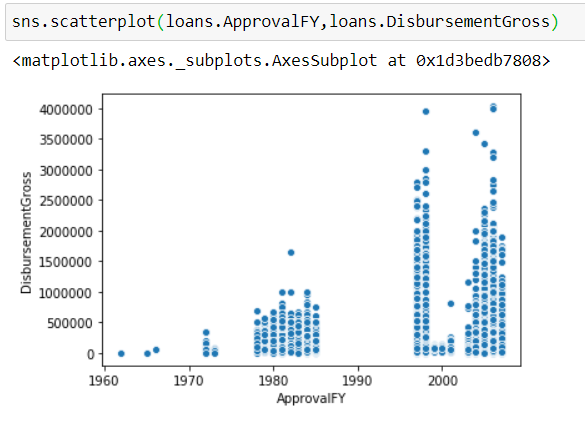 sns.scatterplot(loans.ApprovalFY,loans.DisbursementGross)
<matplotlib.axes._subplots.AxesSubplot at 0x1d3bedb7808>
4000000
3500000
3000000
2500000
2000000
1500000
1000000
500000
0
DisbursementGross
1960 1970 1980 1990 2000
ApprovalFY